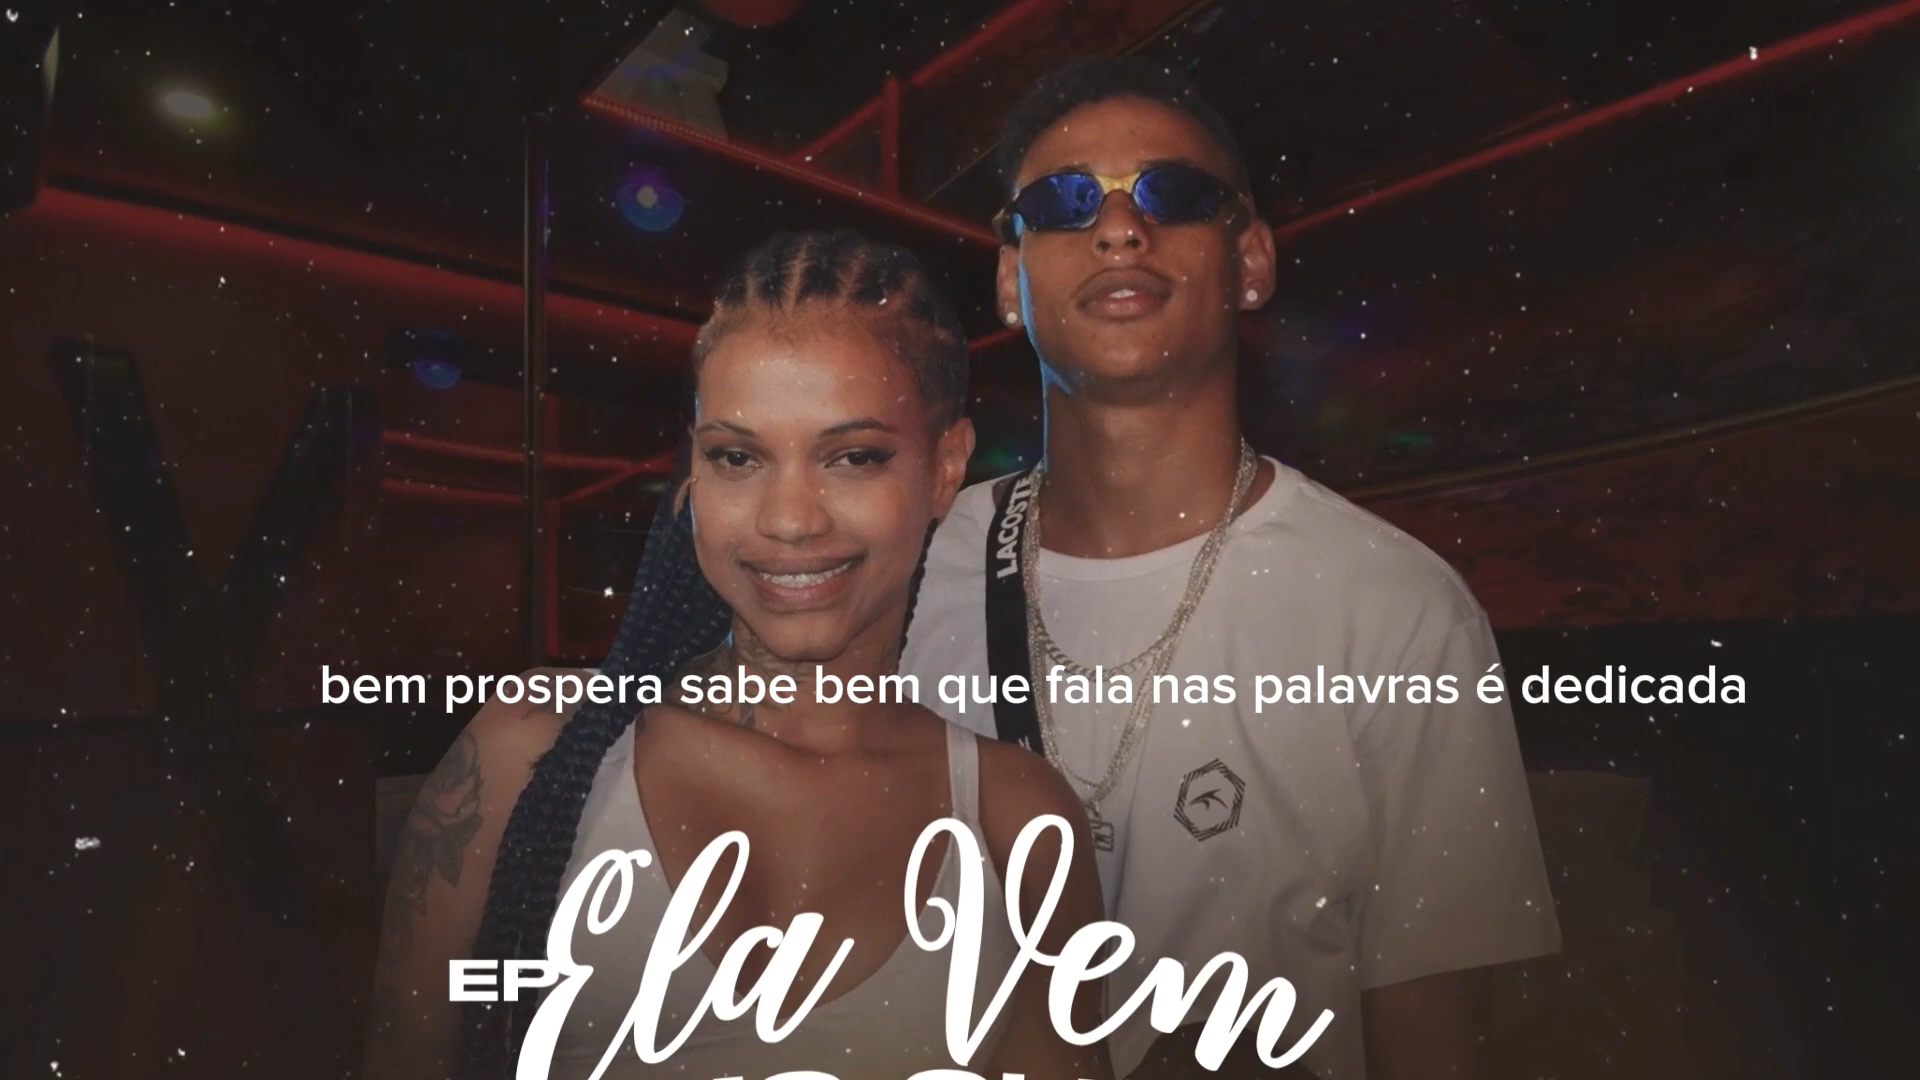 LACOSTE
bem prospera sabe bem que fala nas palavras é dedicada
EP Ela Vem